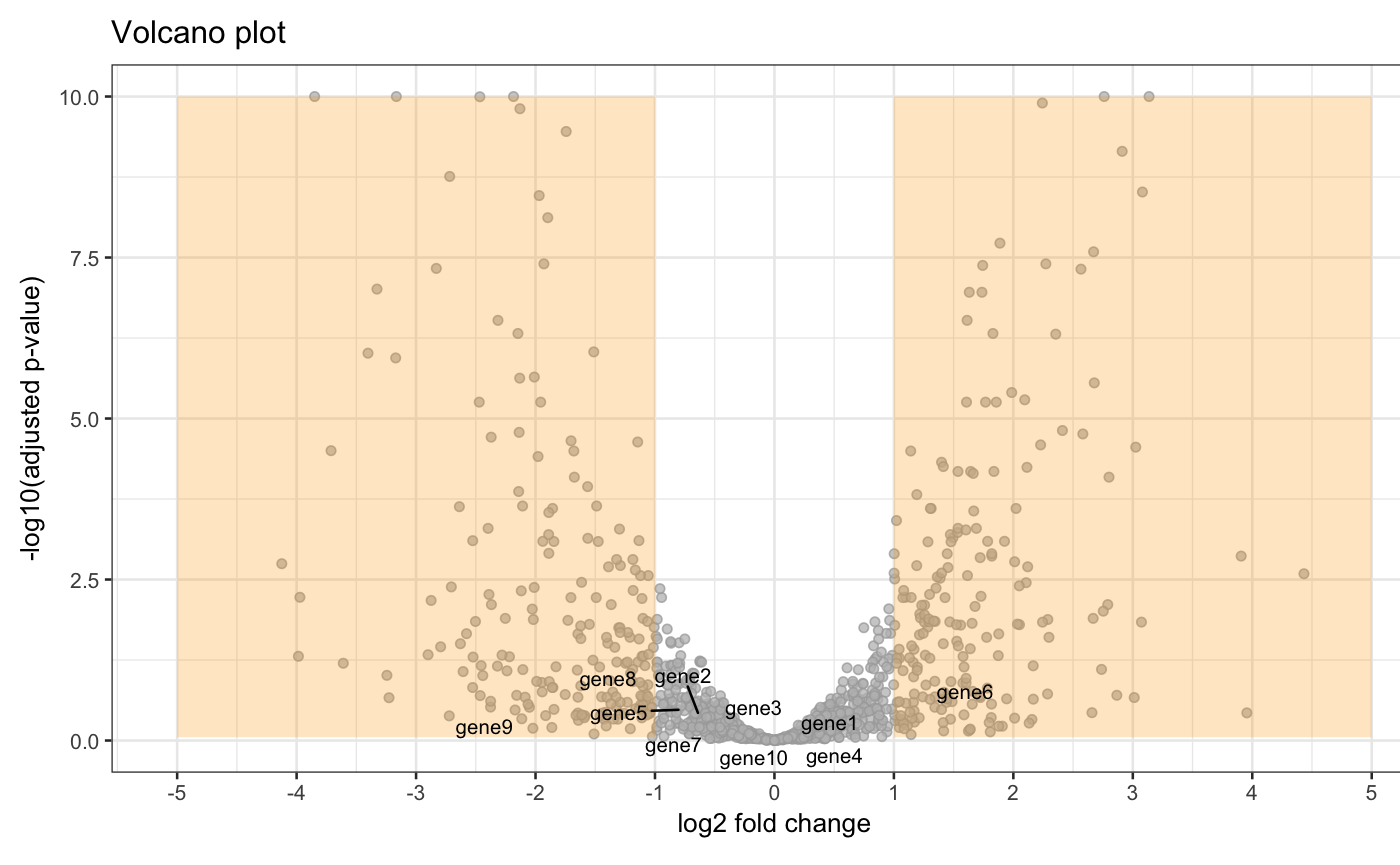 Volcano plot
-log10(adjusted p-value)
10.0
7.5
5.0
2.5
0.0
gene8
gene2
gene6
gene5
gene3
gene9
gene1
gene7
gene10
gene4
-5
-4
-3
-2
-1
0
1
2
3
4
5
log2 fold change